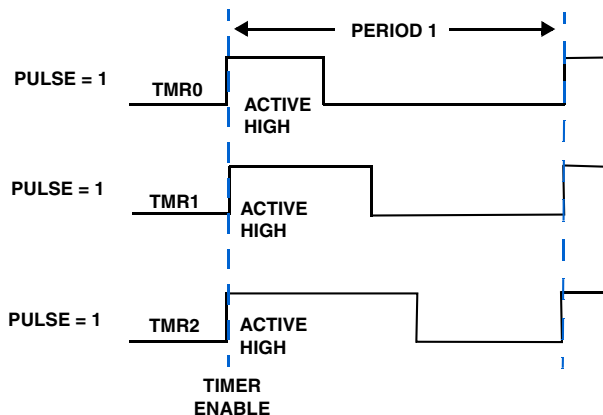 PERIOD 1
PULSE = 1
TMR0
ACTIVE
HIGH
PULSE = 1
TMR1
ACTIVE
HIGH
PULSE = 1
TMR2
ACTIVE
HIGH
TIMER
ENABLE